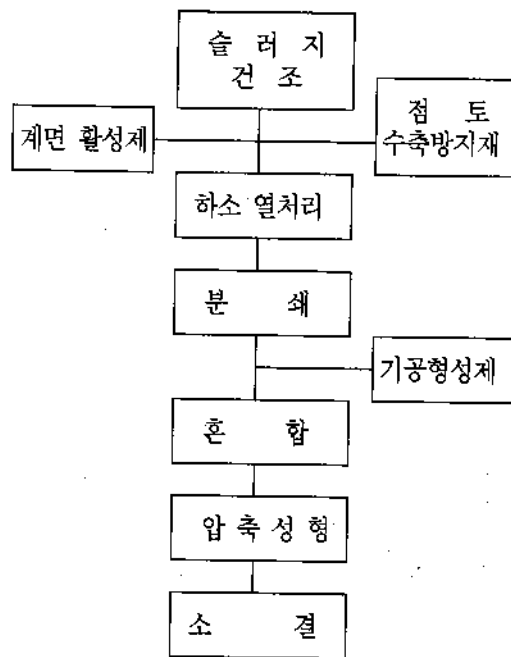 슬 러 지
건 조
계면 활성제
점 토
수축방지재
하소 열처리
분 쇄
기공형성제
혼 합
압 축 성 형
소 결